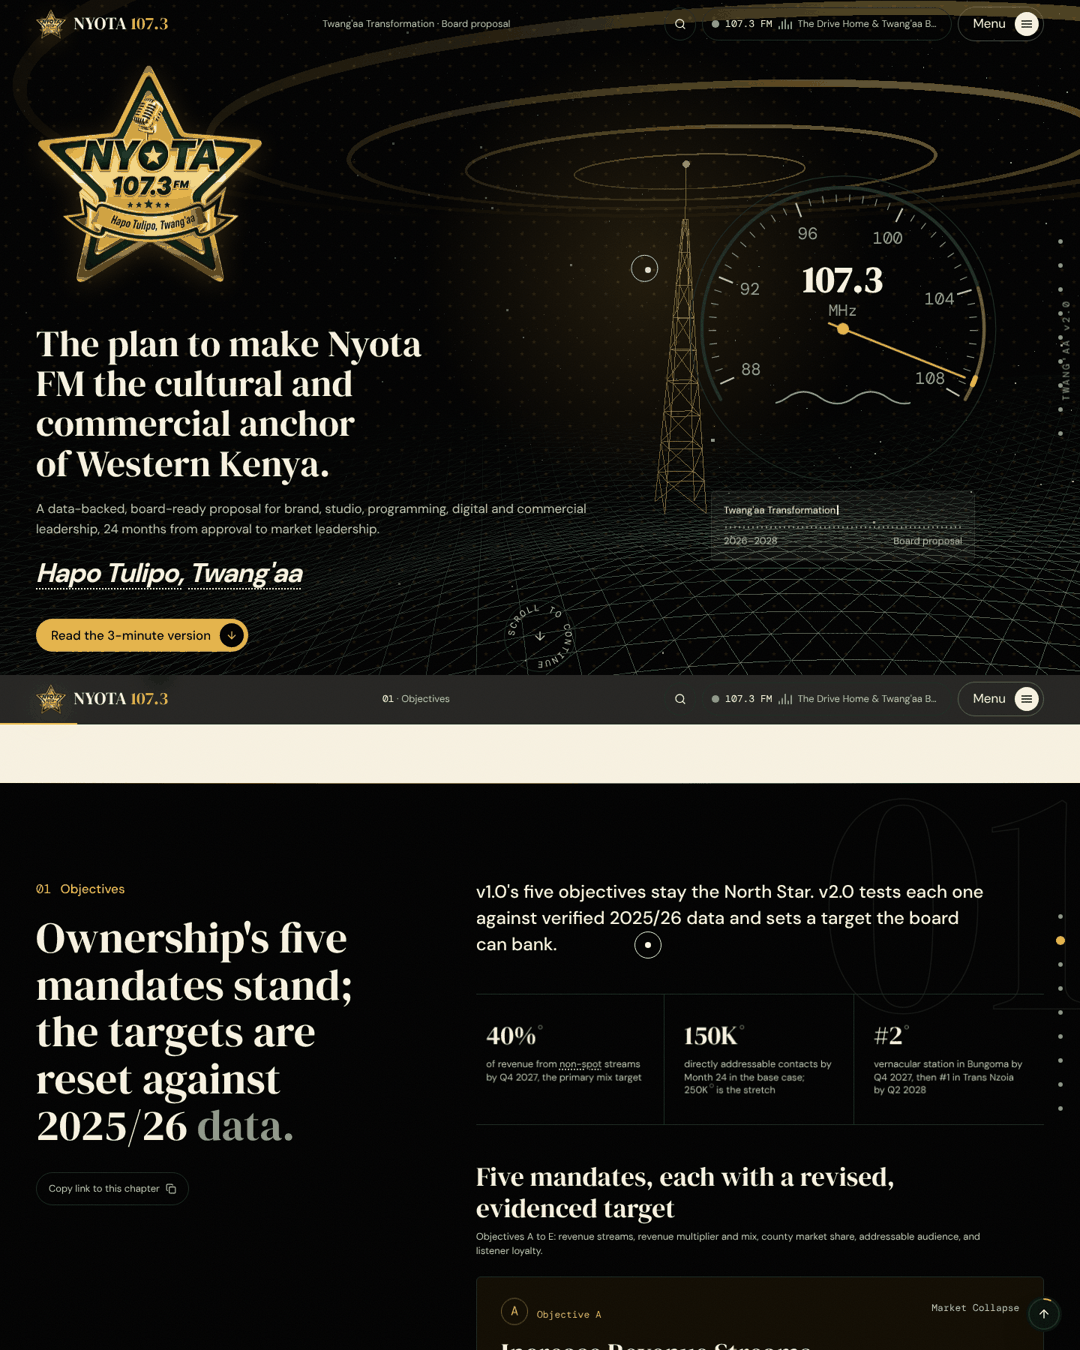 NYOTA 107.3
Twang'aa Transformation · Board proposal
107.3 FM
The Drive Home & Twang'aa B...
Menu
NYOTA
107.3 FM
Hapo Tulipo, Twang'aa
96
100
92
107.3
104
MHz
88
108
TWANG'AA v2.0
The plan to make Nyota
FM the cultural and
commercial anchor
of Western Kenya.
A data-backed, board-ready proposal for brand, studio, programming, digital and commercial
leadership, 24 months from approval to market leadership.
Twang'aa Transformation
2026–2028
Board proposal
Hapo Tulipo, Twang'aa
Read the 3-minute version
SCROLL TO CONTINUE
NYOTA 107.3
01 · Objectives
107.3 FM
The Drive Home & Twang'aa B...
Menu
01
01 Objectives
Ownership's five
mandates stand;
the targets are
reset against
2025/26 data.
Copy link to this chapter
v1.0's five objectives stay the North Star. v2.0 tests each one
against verified 2025/26 data and sets a target the board
can bank.
40%
of revenue from non-spot streams
by Q4 2027, the primary mix target
150K
directly addressable contacts by
Month 24 in the base case;
250K is the stretch
#2
vernacular station in Bungoma by
Q4 2027, then #1 in Trans Nzoia
by Q2 2028
Five mandates, each with a revised,
evidenced target
Objectives A to E: revenue streams, revenue multiplier and mix, county market share, addressable audience, and
listener loyalty.
A
Objective A
Market Collapse
Increase Revenue Streams